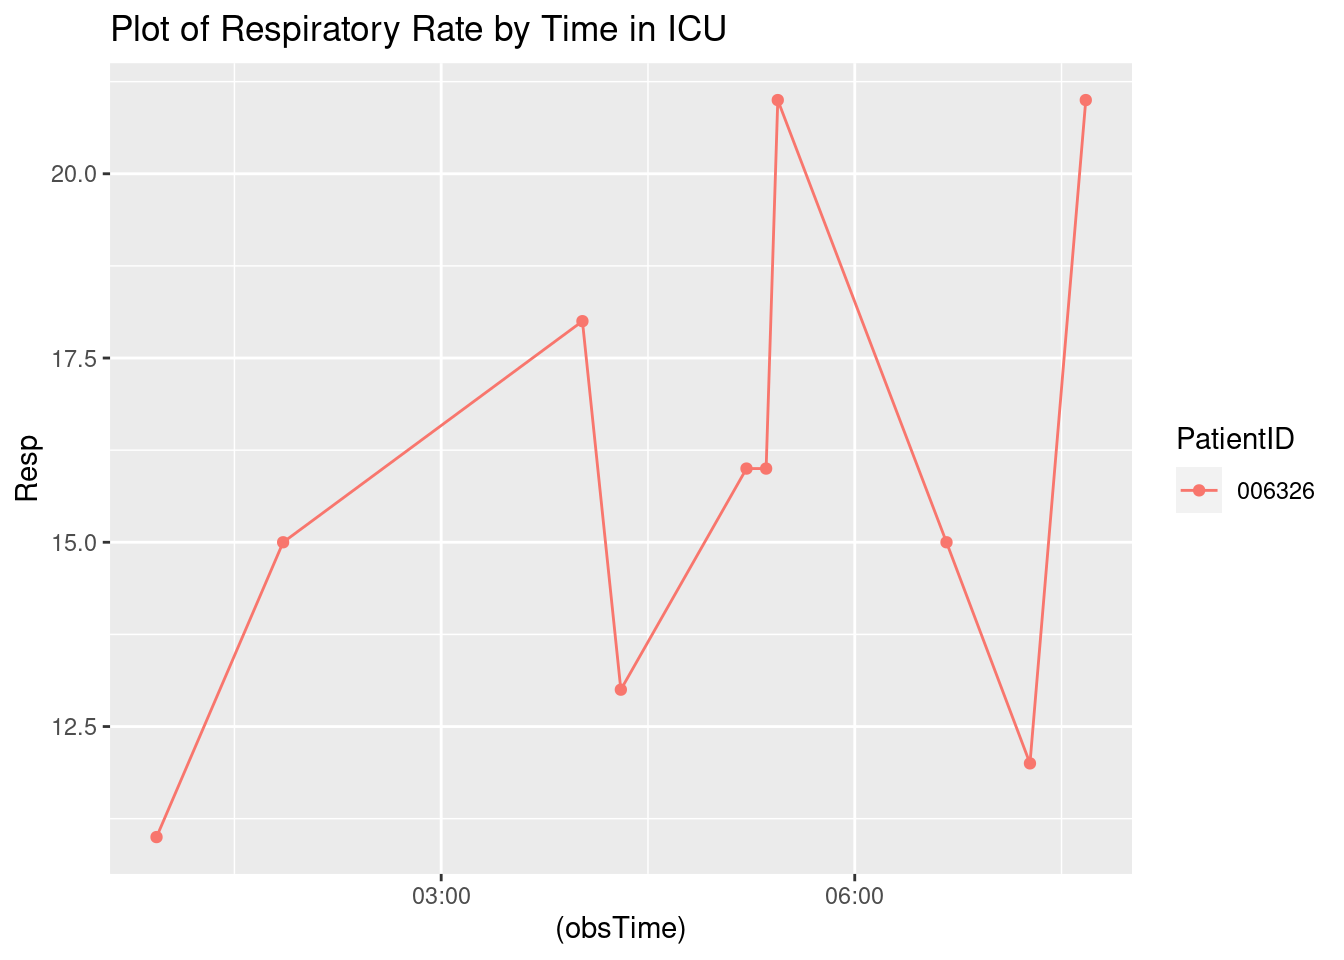 Plot of Respiratory Rate by Time in ICU
20.0
17.5
15.0
12.5
Resp
03:00
06:00
(obsTime)
PatientID
006326